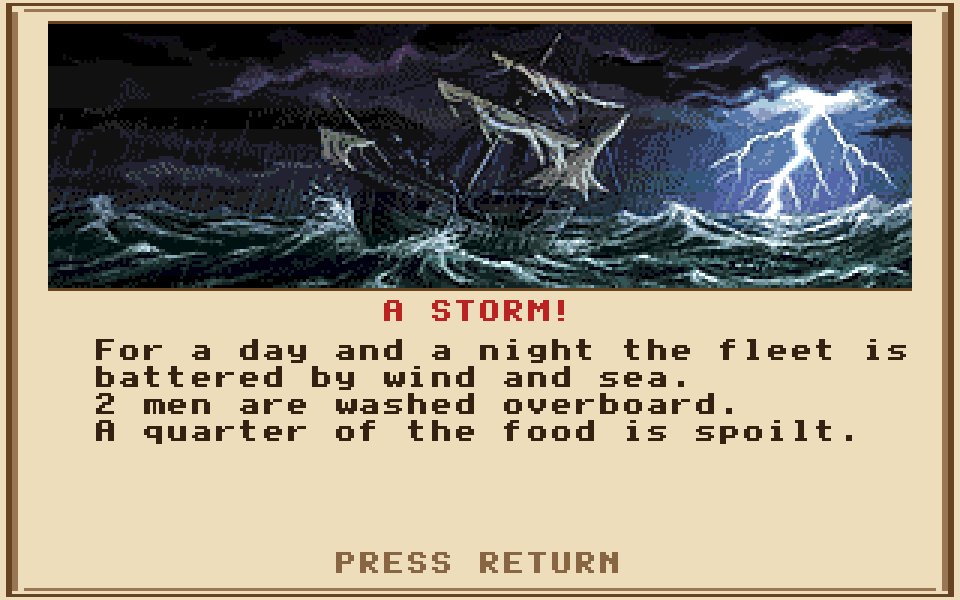 A STORM!
For a day and a night the fleet is
battered by wind and sea.
2 men are washed overboard.
A quarter of the food is spoilt.
PRESS RETURN